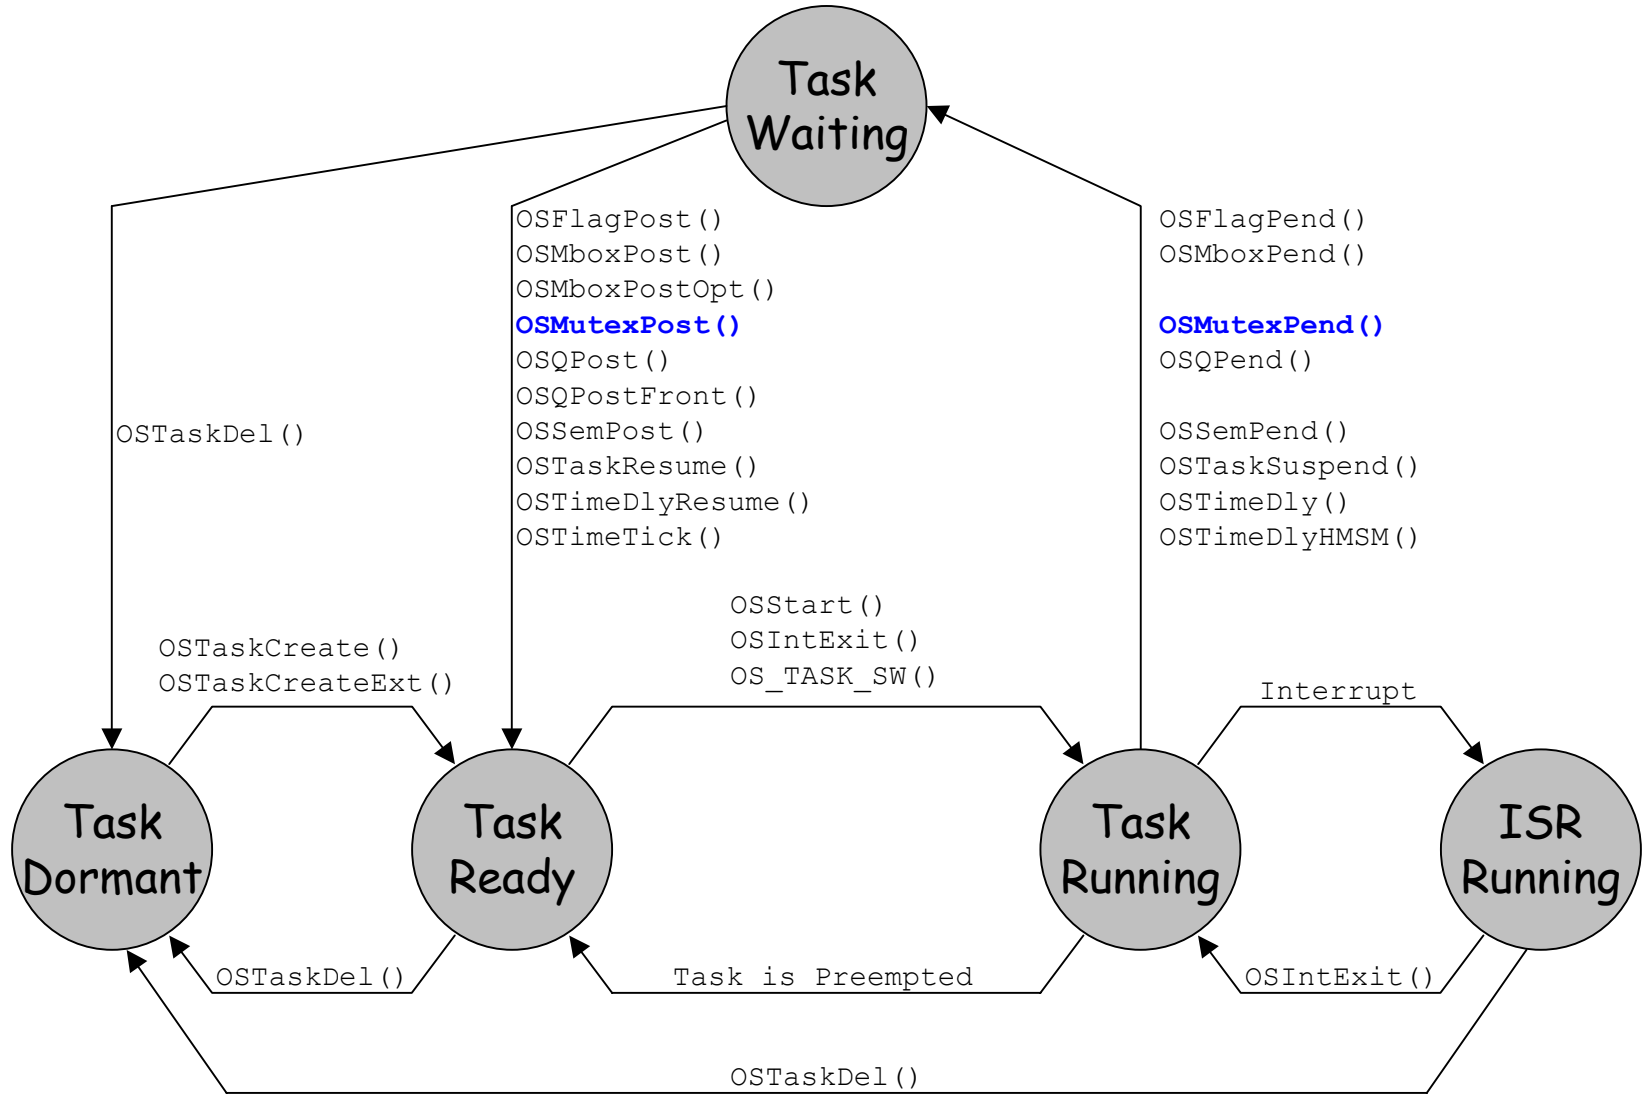 Task
Waiting
OSFlagPost()
OSMboxPost()
OSMboxPostOpt()
OSMutexPost()
OSQPost()
OSQPostFront()
OSSemPost()
OSTaskResume()
OSTimeDlyResume()
OSTimeTick()
OSFlagPend()
OSMboxPend()
OSMutexPend()
OSQPend()
OSSemPend()
OSTaskSuspend()
OSTimeDly()
OSTimeDlyHMSM()
OSTaskDel()
OSTaskCreate()
OSTaskCreateExt()
OSStart()
OSIntExit()
OS_TASK_SW()
Interrupt
Task
Dormant
Task
Ready
Task
Running
ISR
Running
OSTaskDel()
Task is Preempted
OSIntExit()
OSTaskDel()